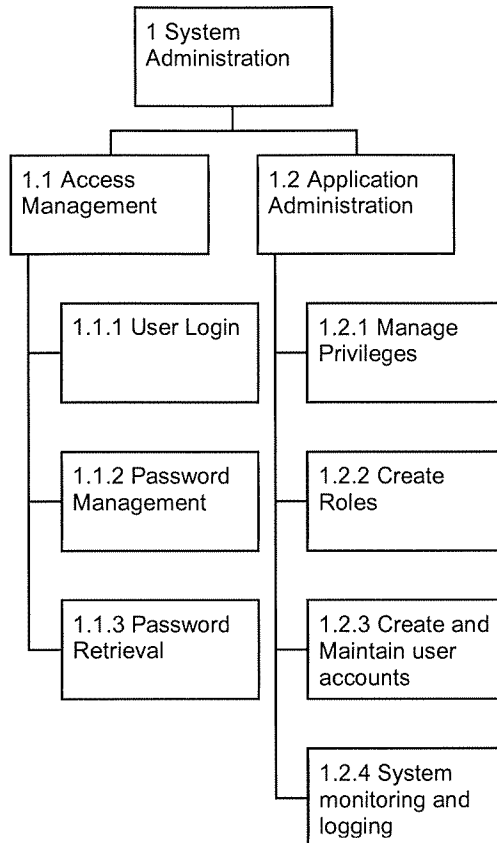 1 System
Administration
1.1 Access
Management
1.2 Application
Administration
1.1.1 User Login
1.2.1 Manage
Privileges
1.1.2 Password
Management
1.2.2 Create
Roles
1.1.3 Password
Retrieval
1.2.3 Create and
Maintain user
accounts
1.2.4 System
monitoring and
logging